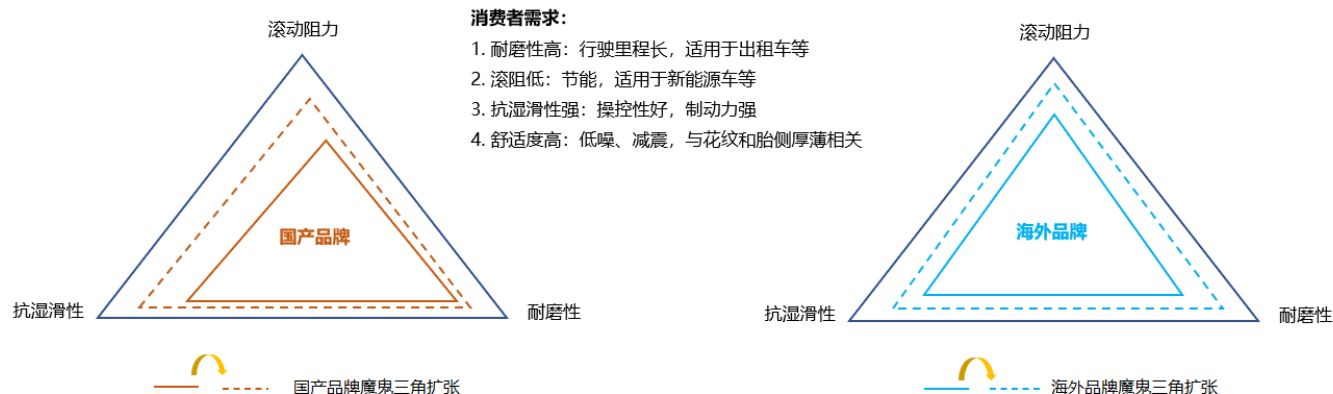 消费者需求：
1. 耐磨性高：行驶里程长，适用于出租车等
2. 滚阻低：节能，适用于新能源车等
3. 抗湿滑性强：操控性好，制动力强
4. 舒适度高：低噪、减震，与花纹和胎侧厚薄相关
滚动阻力
国产品牌
抗湿滑性
耐磨性
国产品牌魔鬼三角扩张
滚动阻力
海外品牌
抗湿滑性
耐磨性
海外品牌魔鬼三角扩张